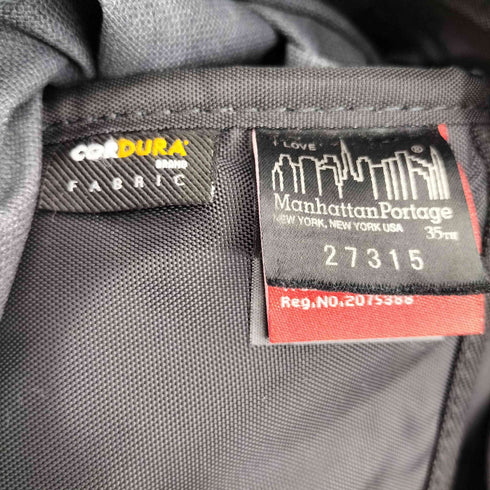 CORDURA®
BRAND
FABRIC
I LOVE
®
ManhattanPortage
NEW YORK, NEW YORK USA
35TH
27315
Reg.No.2075388